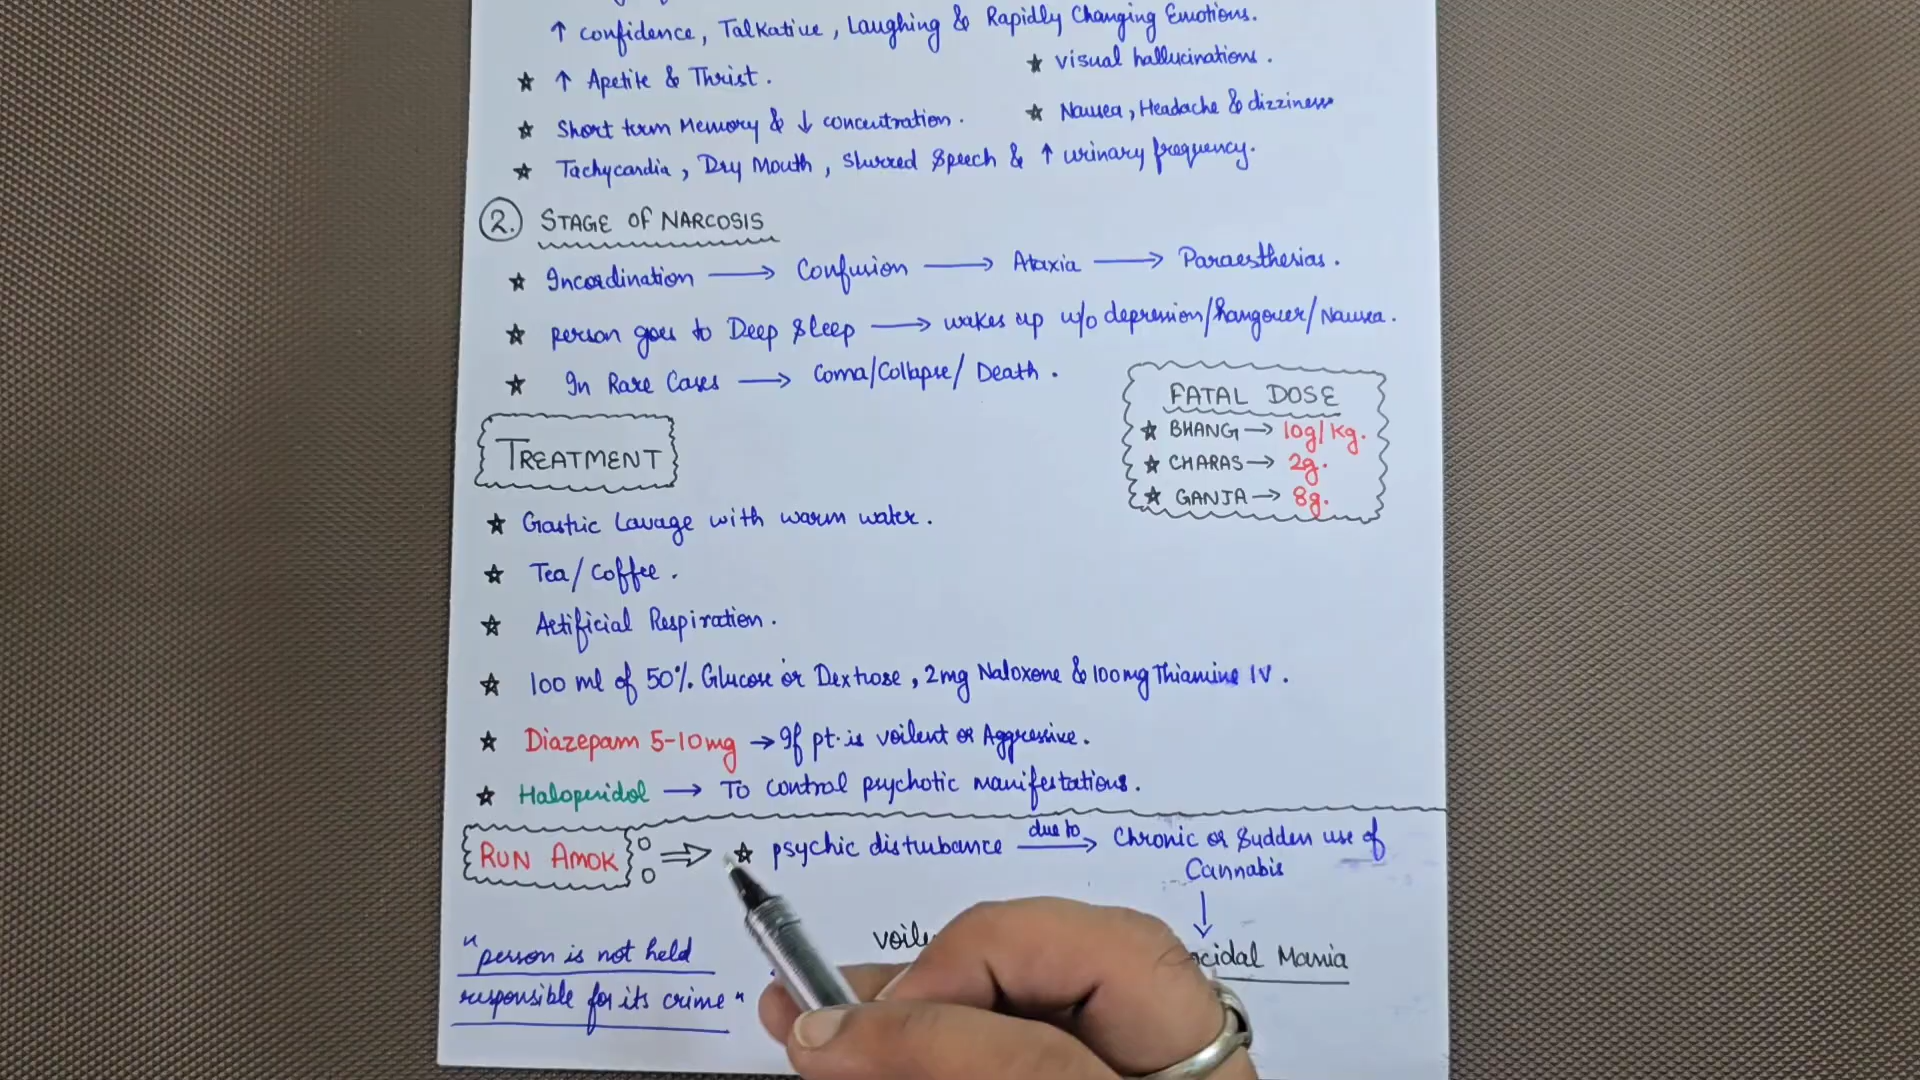 ↑ confidence, Talkative, Laughing & Rapidly Changing Emotions.
★ ↑ Apetite & Thrist.
★ visual hallucinations.
★ Short term Memory & ↓ concentration.
★ Nausea, Headache & dizziness
★ Tachycardia, Dry Mouth, slurred speech & ↑ urinary frequency.
2. STAGE OF NARCOSIS
★ Incordination → Confusion → Ataxia → Paraesthesias.
★ person goes to Deep Sleep → wakes up w/o depression/hangover/Nausea.
★ In Rare Cases → Coma/Collapse/Death.
FATAL DOSE
★ BHANG → 10g/kg.
★ CHARAS → 2g.
★ GANJA → 8g.
TREATMENT
★ Gastric Lavage with warm water.
★ Tea/Coffee.
★ Artificial Respiration.
★ 100 ml of 50% Glucose or Dextrose, 2mg Naloxone & 100mg Thiamine IV.
★ Diazepam 5-10mg → If pt. is voilent or Aggressive.
★ Haloperidol → To control psychotic manifestations.
RUN AMOK ⇒ ★ psychic disturbance due to → Chronic or Sudden use of
Cannabis
↓
Mania
"person is not held
responsible for its crime"